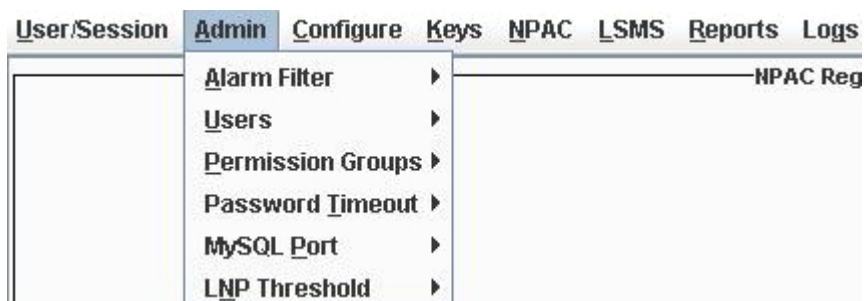 User/Session Admin Configure Keys NPAC LSMS Reports Logs
NPAC Reg
Alarm Filter
Users
Permission Groups
Password Timeout
MySQL Port
LNP Threshold